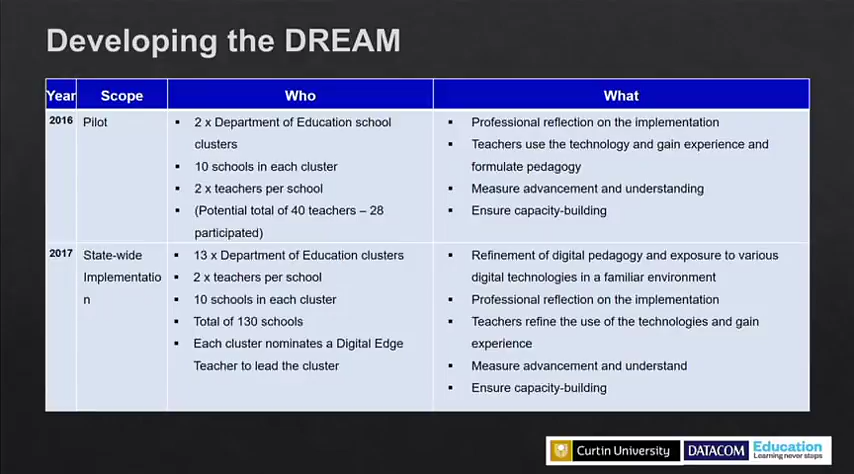 Developing the DREAM
Year Scope Who What
2016 Pilot
▪ 2 x Department of Education school
clusters
▪ 10 schools in each cluster
▪ 2 x teachers per school
▪ (Potential total of 40 teachers – 28
participated)
▪ Professional reflection on the implementation
▪ Teachers use the technology and gain experience and
formulate pedagogy
▪ Measure advancement and understanding
▪ Ensure capacity-building
2017 State-wide
Implementatio
n
▪ 13 x Department of Education clusters
▪ 2 x teachers per school
▪ 10 schools in each cluster
▪ Total of 130 schools
▪ Each cluster nominates a Digital Edge
Teacher to lead the cluster
▪ Refinement of digital pedagogy and exposure to various
digital technologies in a familiar environment
▪ Professional reflection on the implementation
▪ Teachers refine the use of the technologies and gain
experience
▪ Measure advancement and understand
▪ Ensure capacity-building
Curtin University
DATACOM
Education
Learning never stops